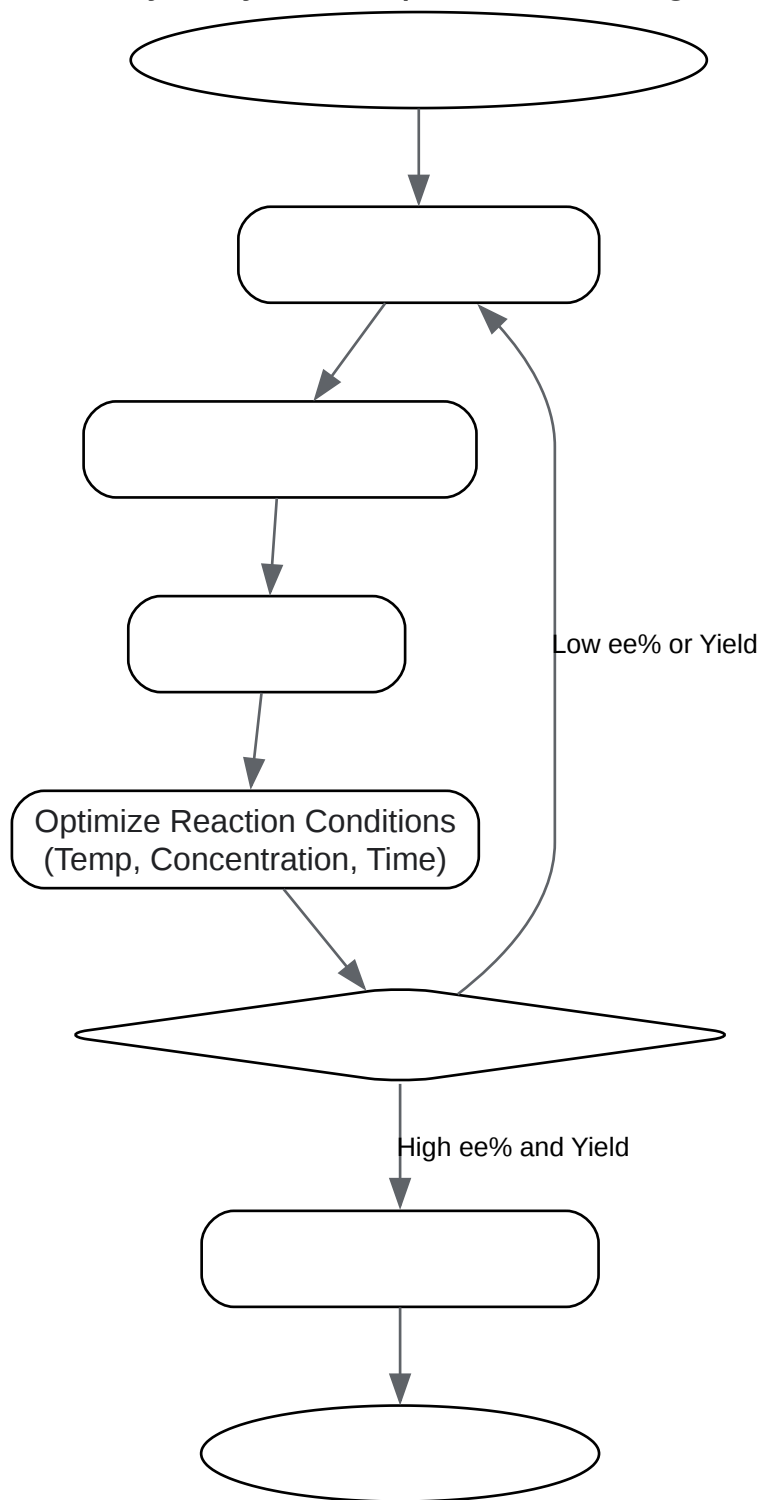 Low ee% or Yield
Optimize Reaction Conditions
(Temp, Concentration, Time)
High ee% and Yield